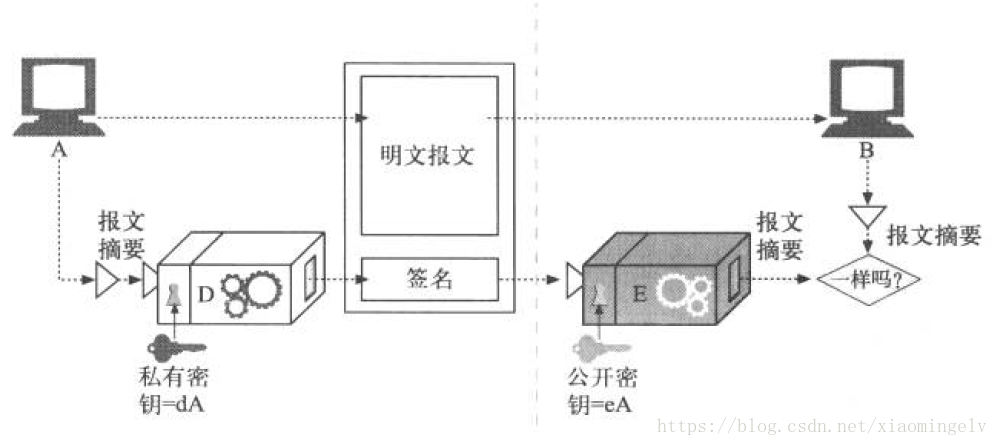 A
B
明文报文
报文
摘要
报文
摘要
报文摘要
D
签名
E
一样吗?
私有密
钥=dA
公开密
钥=eA
https://blog.csdn.net/xiaomingelv